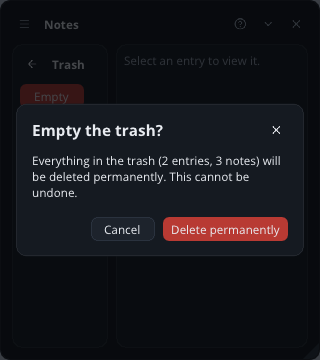 Notes
Trash
Select an entry to view it.
Empty
Empty the trash?
Everything in the trash (2 entries, 3 notes) will
be deleted permanently. This cannot be
undone.
Cancel
Delete permanently